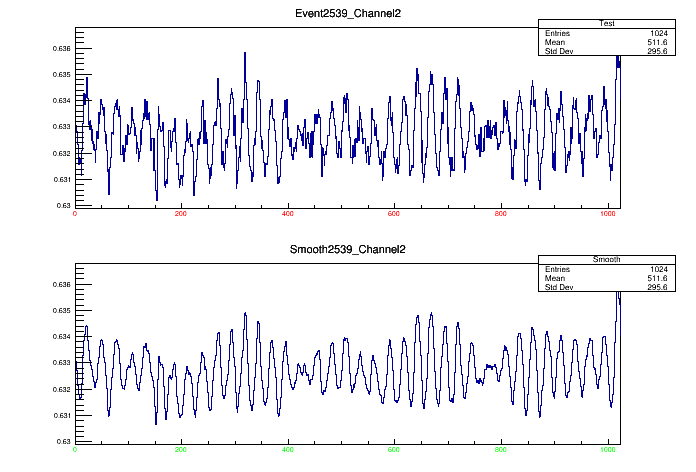 Event2539_Channel2
Test
Entries 1024
Mean 511.6
Std Dev 295.6
0.636
0.635
0.634
0.633
0.632
0.631
0.63
0 200 400 600 800 1000
Smooth2539_Channel2
Smooth
Entries 1024
Mean 511.6
Std Dev 295.6
0.636
0.635
0.634
0.633
0.632
0.631
0.63
0 200 400 600 800 1000